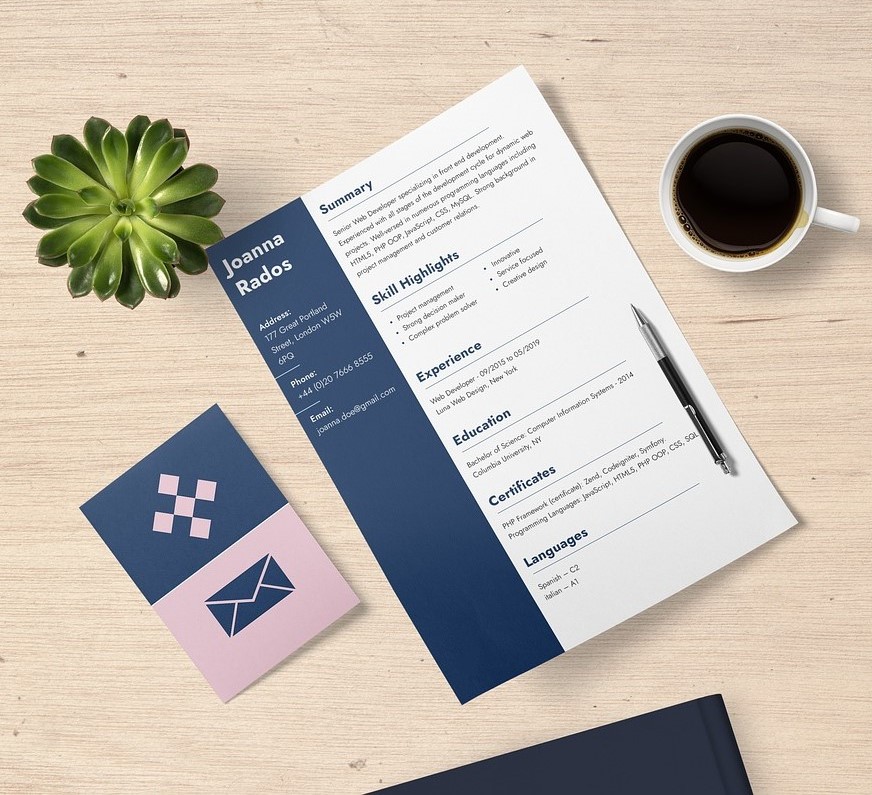 Joanna
Rados
Address:
177 Great Portland
Street, London W5W
6PQ
Phone:
+44 (0)20 7666 8555
Email:
joanna.doe@gmail.com
Summary
Senior Web Developer specializing in front end development.
Experienced with all stages of the development cycle for dynamic web
projects. Well-versed in numerous programming languages including
HTML5, PHP OOP, JavaScript, CSS, MySQL. Strong background in
project management and customer relations.
Skill Highlights
• Project management
• Strong decision maker
• Complex problem solver
• Innovative
• Service focused
• Creative design
Experience
Web Developer - 09/2015 to 05/2019
Luna Web Design, New York
Education
Bachelor of Science: Computer Information Systems - 2014
Columbia University, NY
Certificates
PHP Framework (certificate): Zend, Codeigniter, Symfony.
Programming Languages: JavaScript, HTML5, PHP OOP, CSS, SQL
Languages
Spanish – C2
Italian – A1